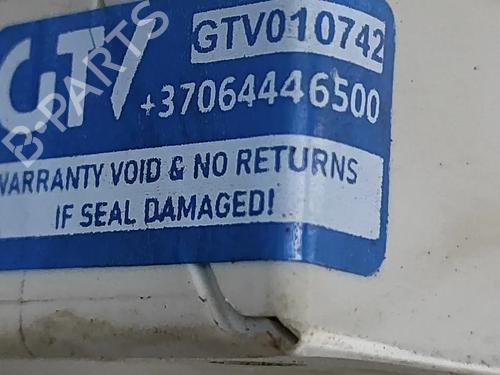 GTV
GTV010742
+37064446500
WARRANTY VOID & NO RETURNS
IF SEAL DAMAGED!
B-PARTS